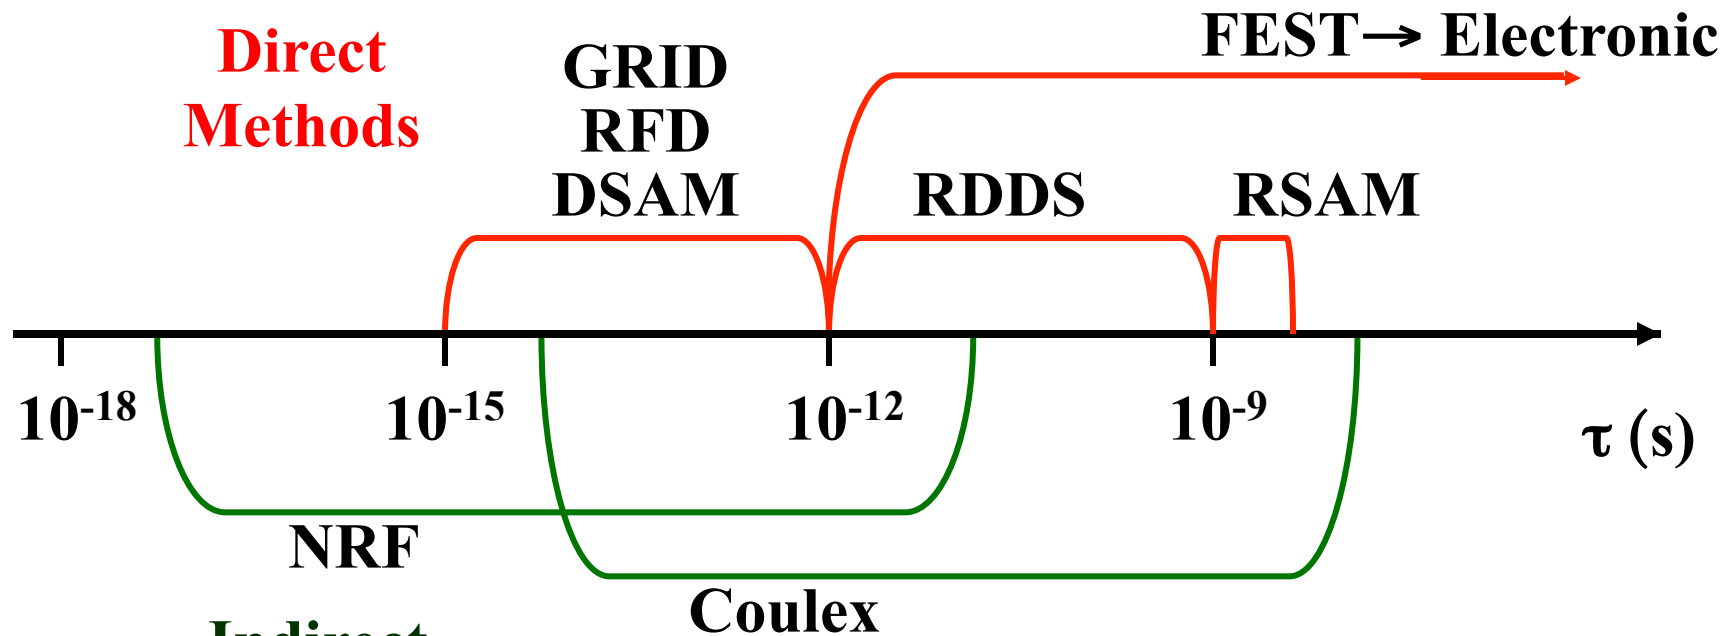 FEST→ Electronic
Direct
Methods
GRID
RFD
DSAM
RDDS
RSAM
10⁻¹⁸
10⁻¹⁵
10⁻¹²
10⁻⁹
τ (s)
NRF
Coulex
Indirect